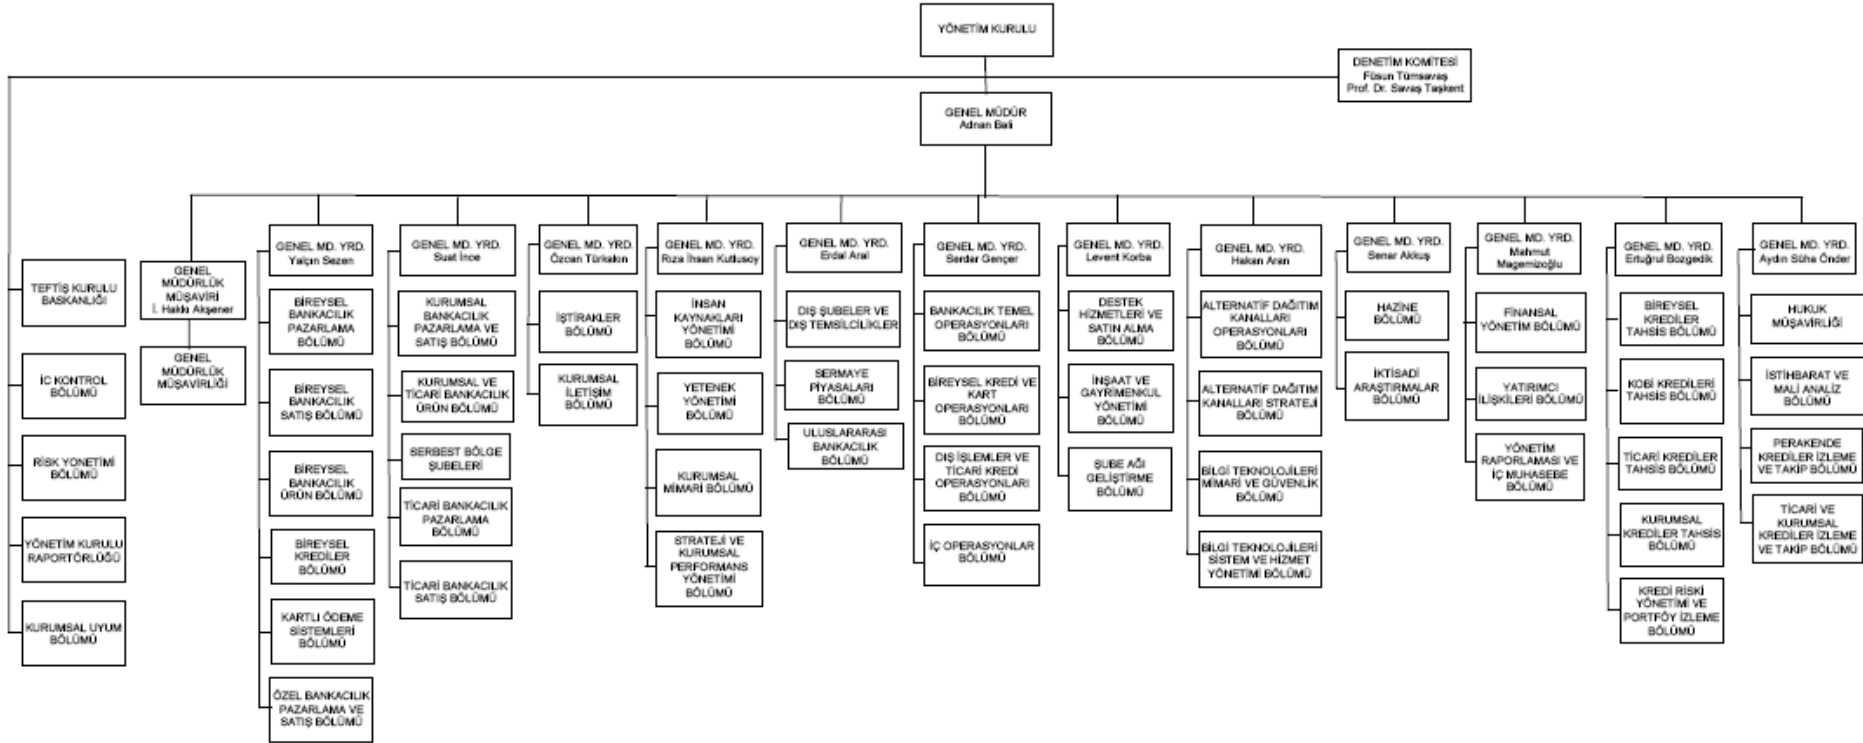 YÖNETİM KURULU
DENETİM KOMİTESİ
Füsun Tümsavaş
Prof. Dr. Savaş Taşkent
GENEL MÜDÜR
Adnan Bali
TEFTİŞ KURULU
BASKANLIĞI
İC KONTROL
BÖLÜMÜ
RİSK YONETİMİ
BÖLÜMÜ
YÖNETİM KURULU
RAPORTÖRLÜĞÜ
KURUMSAL UYUM
BÖLÜMÜ
GENEL
MÜDÜRLÜK
MÜŞAVİRİ
İ. Hakkı Akşener
GENEL
MÜDÜRLÜK
MÜŞAVİRLİĞİ
GENEL MD. YRD.
Yalçın Sezen
BİREYSEL
BANKACILIK
PAZARLAMA
BÖLÜMÜ
BİREYSEL
BANKACILIK
SATIŞ BÖLÜMÜ
BİREYSEL
BANKACILIK
ÜRÜN BÖLÜMÜ
BİREYSEL
KREDİLER
BÖLÜMÜ
KARTLI ÖDEME
SİSTEMLERİ
BÖLÜMÜ
ÖZEL BANKACILIK
PAZARLAMA VE
SATIŞ BÖLÜMÜ
GENEL MD. YRD.
Suat İnce
KURUMSAL
BANKACILIK
PAZARLAMA VE
SATIŞ BÖLÜMÜ
KURUMSAL VE
TİCARİ BANKACILIK
ÜRÜN BÖLÜMÜ
SERBEST BÖLGE
ŞUBELERİ
TİCARİ BANKACILIK
PAZARLAMA
BÖLÜMÜ
TİCARİ BANKACILIK
SATIŞ BÖLÜMÜ
GENEL MD. YRD.
Özcan Türkakın
İŞTİRAKLER
BÖLÜMÜ
KURUMSAL
İLETİŞİM
BÖLÜMÜ
GENEL MD. YRD.
Rıza İhsan Kutlusoy
İNSAN
KAYNAKLARI
YÖNETİMİ
BÖLÜMÜ
YETENEK
YÖNETİMİ
BÖLÜMÜ
KURUMSAL
MİMARİ BÖLÜMÜ
STRATEJİ VE
KURUMSAL
PERFORMANS
YÖNETİMİ
BÖLÜMÜ
GENEL MD. YRD.
Erdal Aral
DIŞ ŞUBELER VE
DIŞ TEMSİLCİLİKLER
SERMAYE
PİYASALARI
BÖLÜMÜ
ULUSLARARASI
BANKACILIK
BÖLÜMÜ
GENEL MD. YRD.
Serdar Gençer
BANKACILIK TEMEL
OPERASYONLARI
BÖLÜMÜ
BİREYSEL KREDİ VE
KART
OPERASYONLARI
BÖLÜMÜ
DIŞ İŞLEMLER VE
TİCARİ KREDİ
OPERASYONLARI
BÖLÜMÜ
İÇ OPERASYONLAR
BÖLÜMÜ
GENEL MD. YRD.
Levent Korba
DESTEK
HİZMETLERİ VE
SATIN ALMA
BÖLÜMÜ
İNŞAAT VE
GAYRİMENKUL
YÖNETİMİ
BÖLÜMÜ
ŞUBE AĞI
GELİŞTİRME
BÖLÜMÜ
GENEL MD. YRD.
Hakan Aran
ALTERNATİF DAĞITIM
KANALLARI
OPERASYONLARI
BÖLÜMÜ
ALTERNATİF DAĞITIM
KANALLARI STRATEJİ
BÖLÜMÜ
BİLGİ TEKNOLOJİLERİ
MİMARİ VE GÜVENLİK
BÖLÜMÜ
BİLGİ TEKNOLOJİLERİ
SİSTEM VE HİZMET
YÖNETİMİ BÖLÜMÜ
GENEL MD. YRD.
Senar Akkuş
HAZİNE
BÖLÜMÜ
İKTİSADİ
ARAŞTIRMALAR
BÖLÜMÜ
GENEL MD. YRD.
Mahmut
Magemizoğlu
FİNANSAL
YÖNETİM BÖLÜMÜ
YATIRIMCI
İLİŞKİLERİ BÖLÜMÜ
YÖNETİM
RAPORLAMASI VE
İÇ MUHASEBE
BÖLÜMÜ
GENEL MD. YRD.
Ertuğrul Bozgedik
BİREYSEL
KREDİLER
TAHSİS BÖLÜMÜ
KOBİ KREDİLERİ
TAHSİS BÖLÜMÜ
TİCARİ KREDİLER
TAHSİS BÖLÜMÜ
KURUMSAL
KREDİLER TAHSİS
BÖLÜMÜ
KREDİ RİSKİ
YÖNETİMİ VE
PORTFÖY İZLEME
BÖLÜMÜ
GENEL MD. YRD.
Aydın Süha Önder
HUKUK
MÜŞAVİRLİĞİ
İSTİHBARAT VE
MALİ ANALİZ
BÖLÜMÜ
PERAKENDE
KREDİLER İZLEME
VE TAKİP BÖLÜMÜ
TİCARİ VE
KURUMSAL
KREDİLER İZLEME
VE TAKİP BÖLÜMÜ